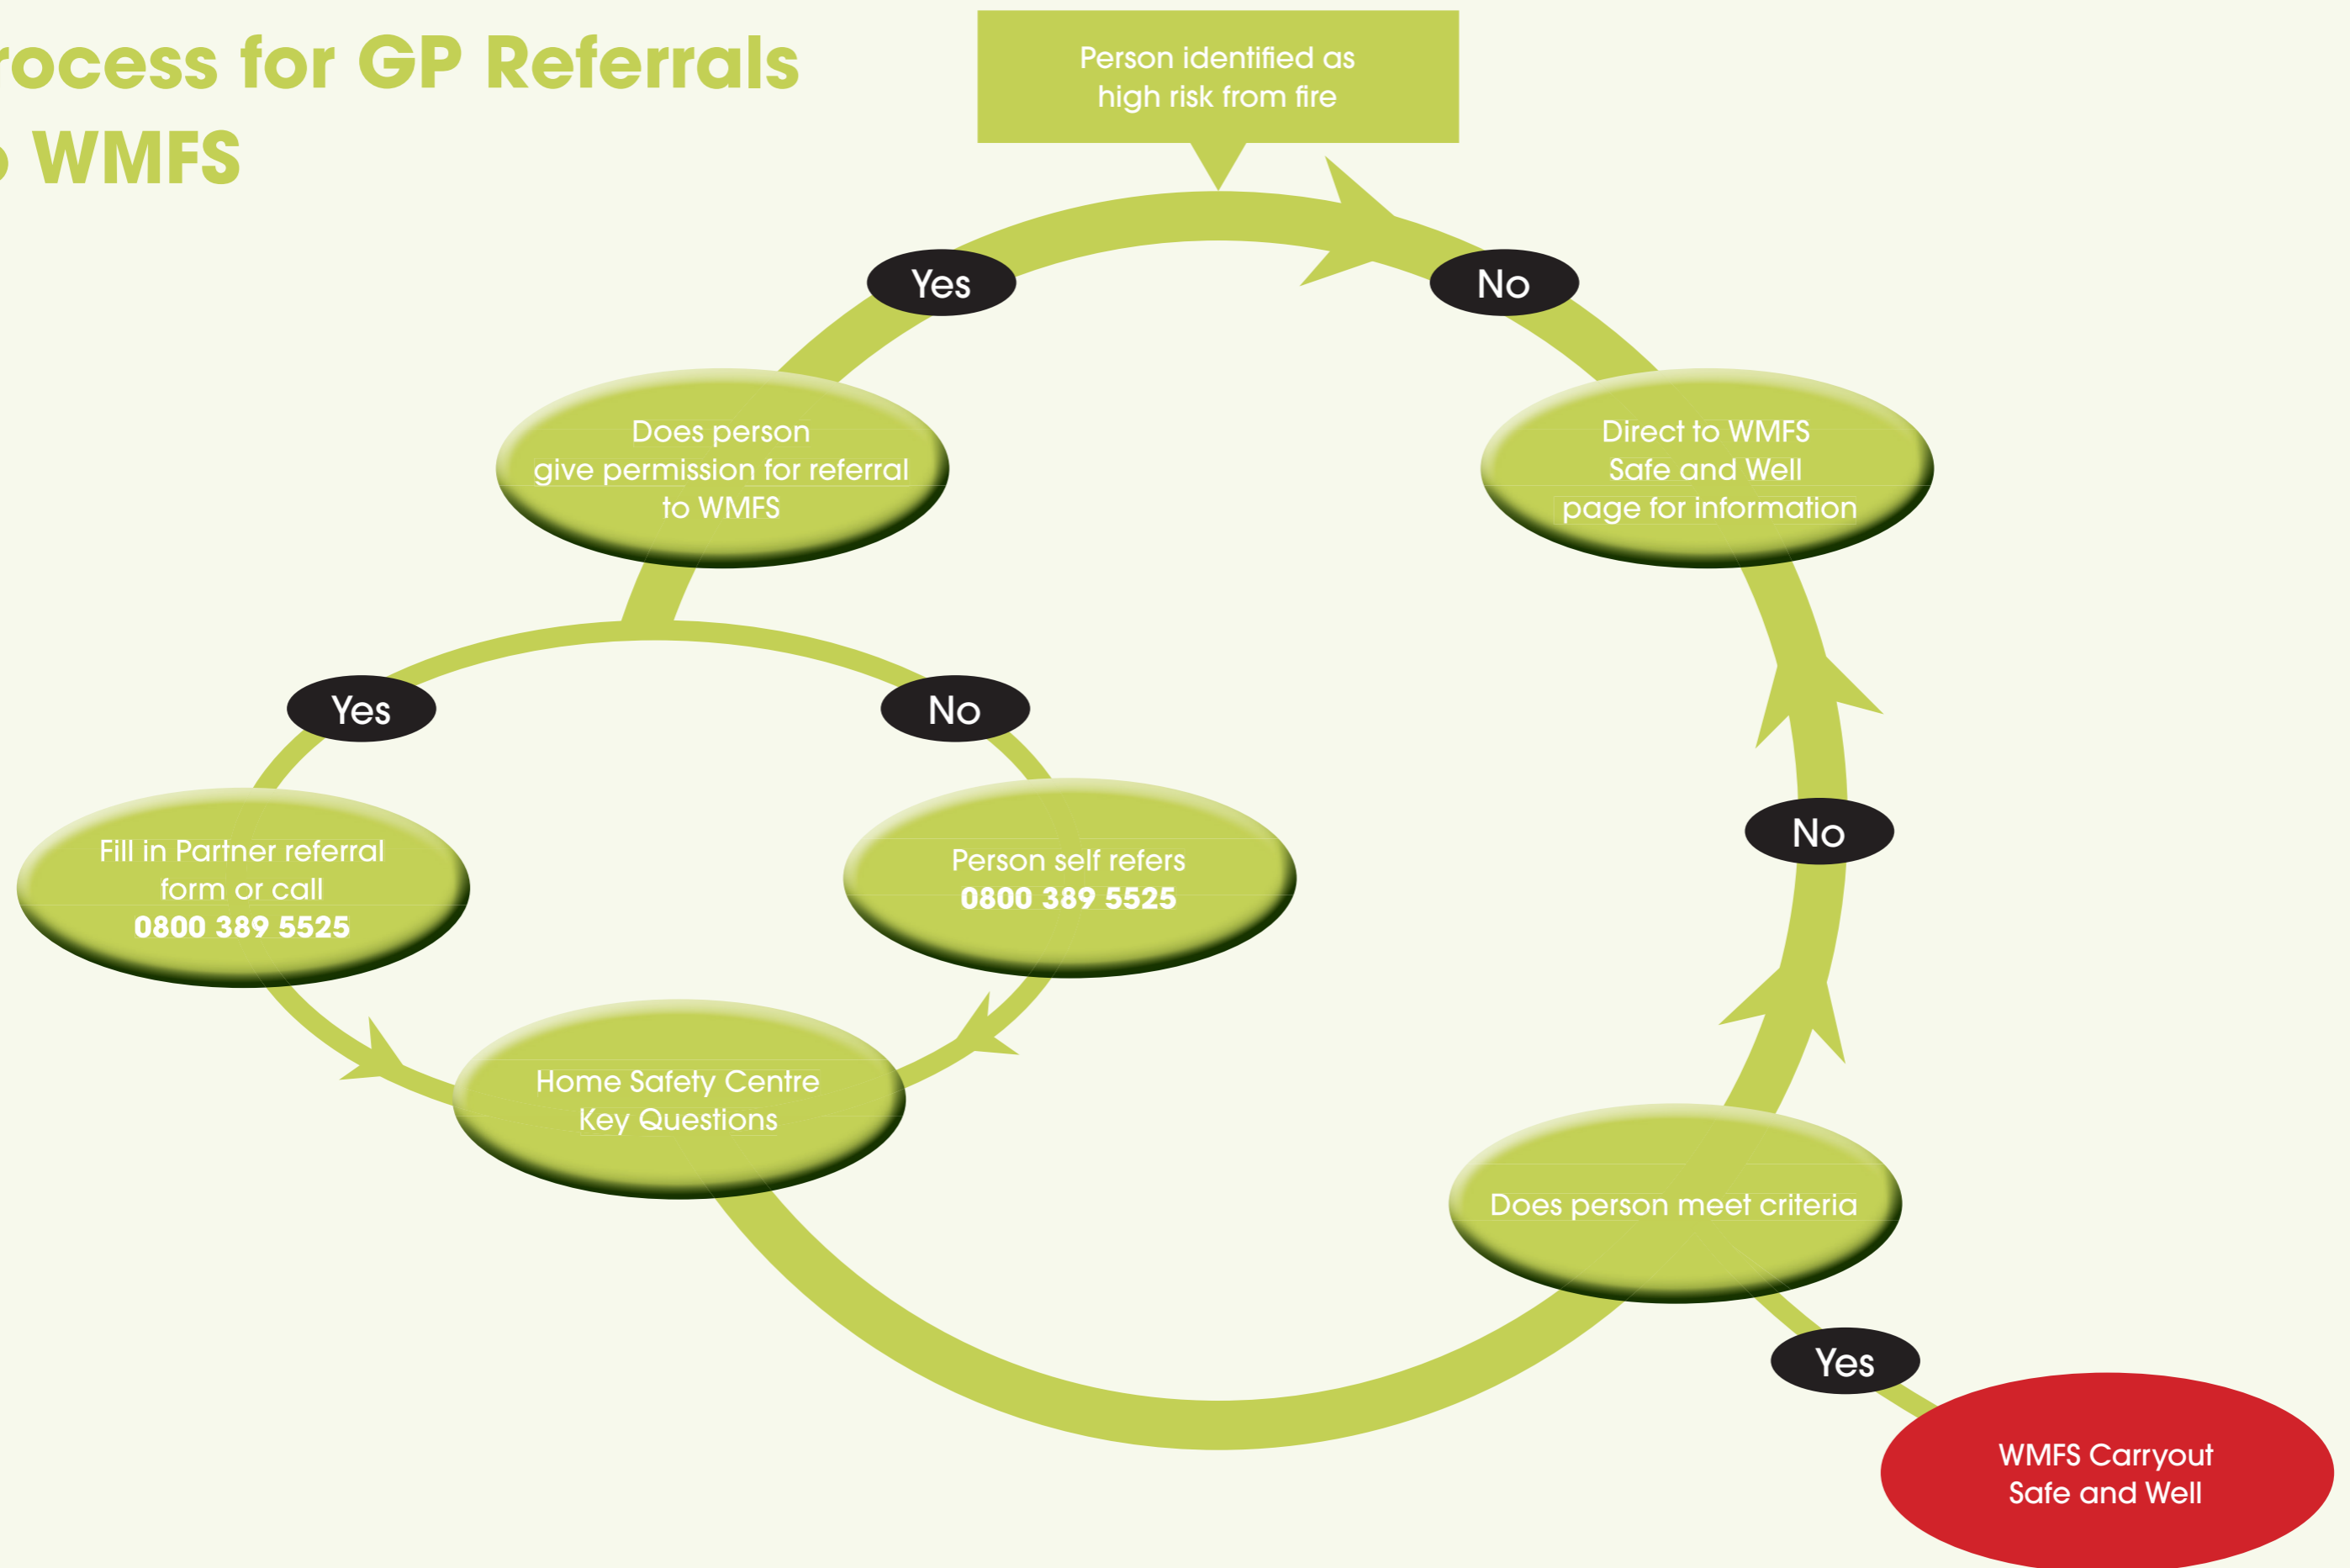 rocess for GP Referrals
WMFS
Person identified as
high risk from fire
Yes
No
Does person
give permission for referral
to WMFS
Direct to WMFS
Safe and Well
page for information
Yes
No
Fill in Partner referral
form or call
0800 389 5525
Person self refers
0800 389 5525
No
Home Safety Centre
Key Questions
Does person meet criteria
Yes
WMFS Carryout
Safe and Well